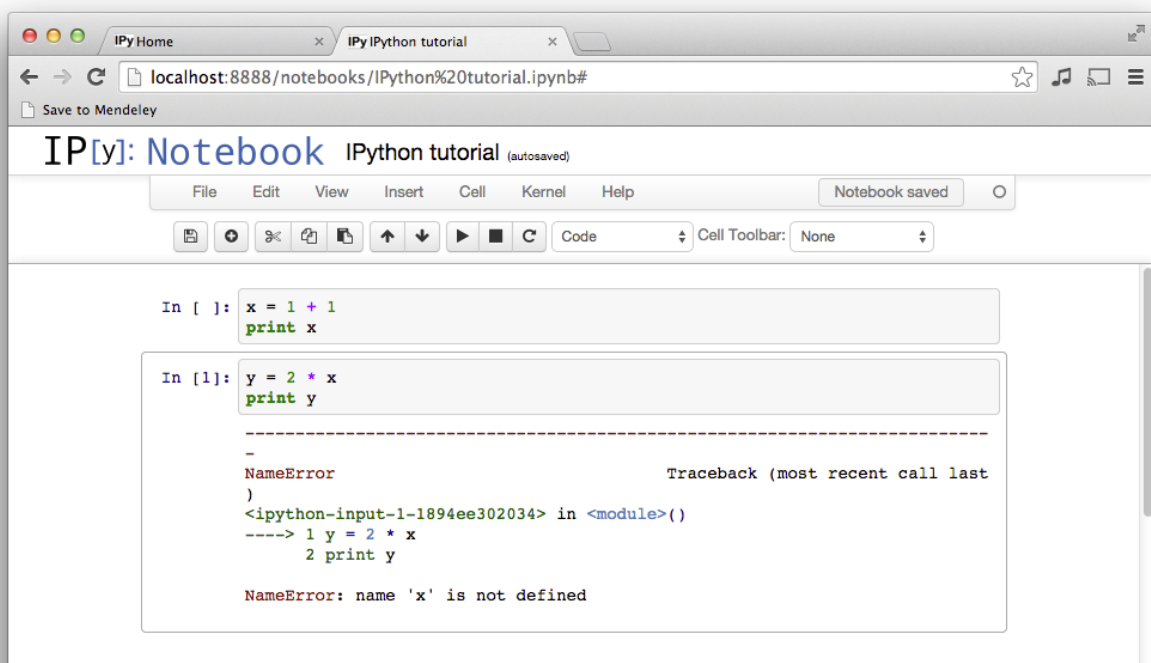 IPy Home
IPy IPython tutorial
localhost:8888/notebooks/IPython%20tutorial.ipynb#
Save to Mendeley
IP[y]: Notebook IPython tutorial (autosaved)
File Edit View Insert Cell Kernel Help Notebook saved
Code Cell Toolbar: None
In [ ]: x = 1 + 1
print x
In [1]: y = 2 * x
print y
---------------------------------------------------------------------------
-
NameError Traceback (most recent call last
)
<ipython-input-1-1894ee302034> in <module>()
----> 1 y = 2 * x
2 print y
NameError: name 'x' is not defined